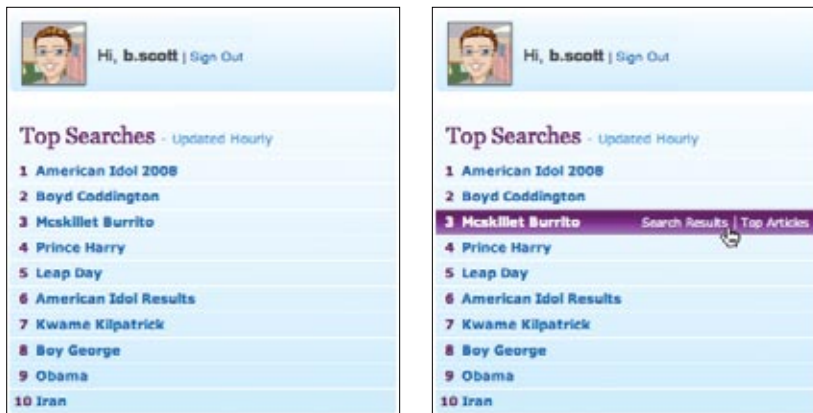 Hi, b.scott | Sign Out
Top Searches - Updated Hourly
1 American Idol 2008
2 Boyd Coddington
3 Mcskillet Burrito
4 Prince Harry
5 Leap Day
6 American Idol Results
7 Kwame Kilpatrick
8 Boy George
9 Obama
10 Iran
Hi, b.scott | Sign Out
Top Searches - Updated Hourly
1 American Idol 2008
2 Boyd Coddington
3 Mcskillet Burrito Search Results | Top Articles
4 Prince Harry
5 Leap Day
6 American Idol Results
7 Kwame Kilpatrick
8 Boy George
9 Obama
10 Iran